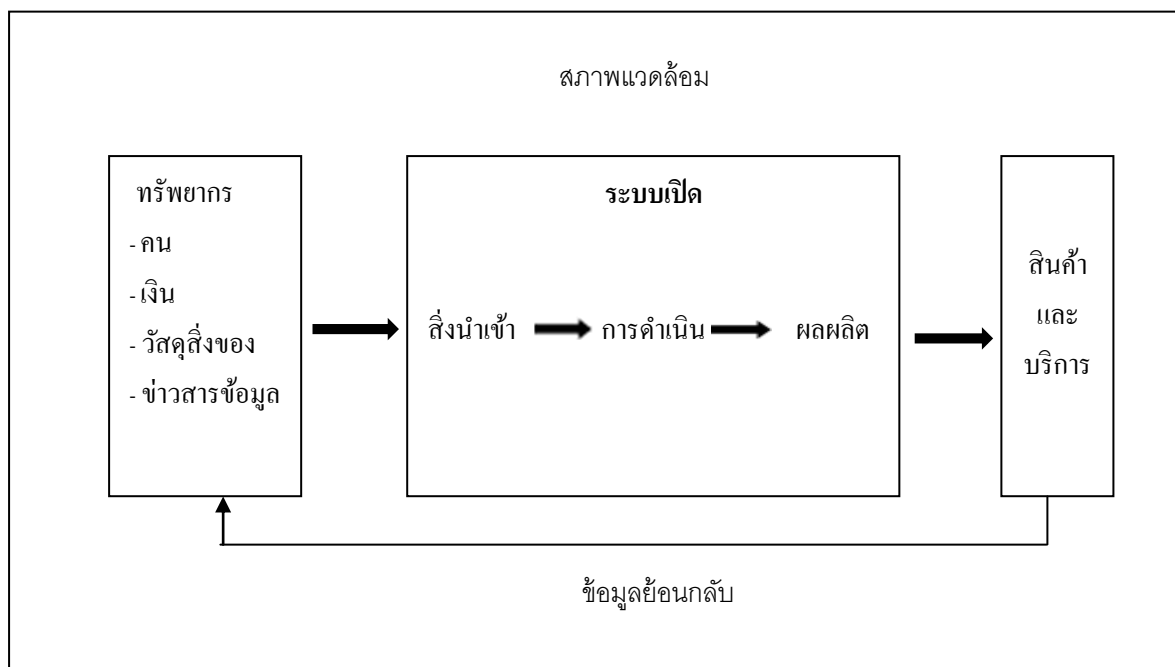 สภาพแวดล้อม
ทรัพยากร
- คน
- เงิน
- วัสดุสิ่งของ
- ข่าวสารข้อมูล
ระบบเปิด
สิ่งนำเข้า
การดำเนิน
ผลผลิต
สินค้า
และ
บริการ
ข้อมูลย้อนกลับ